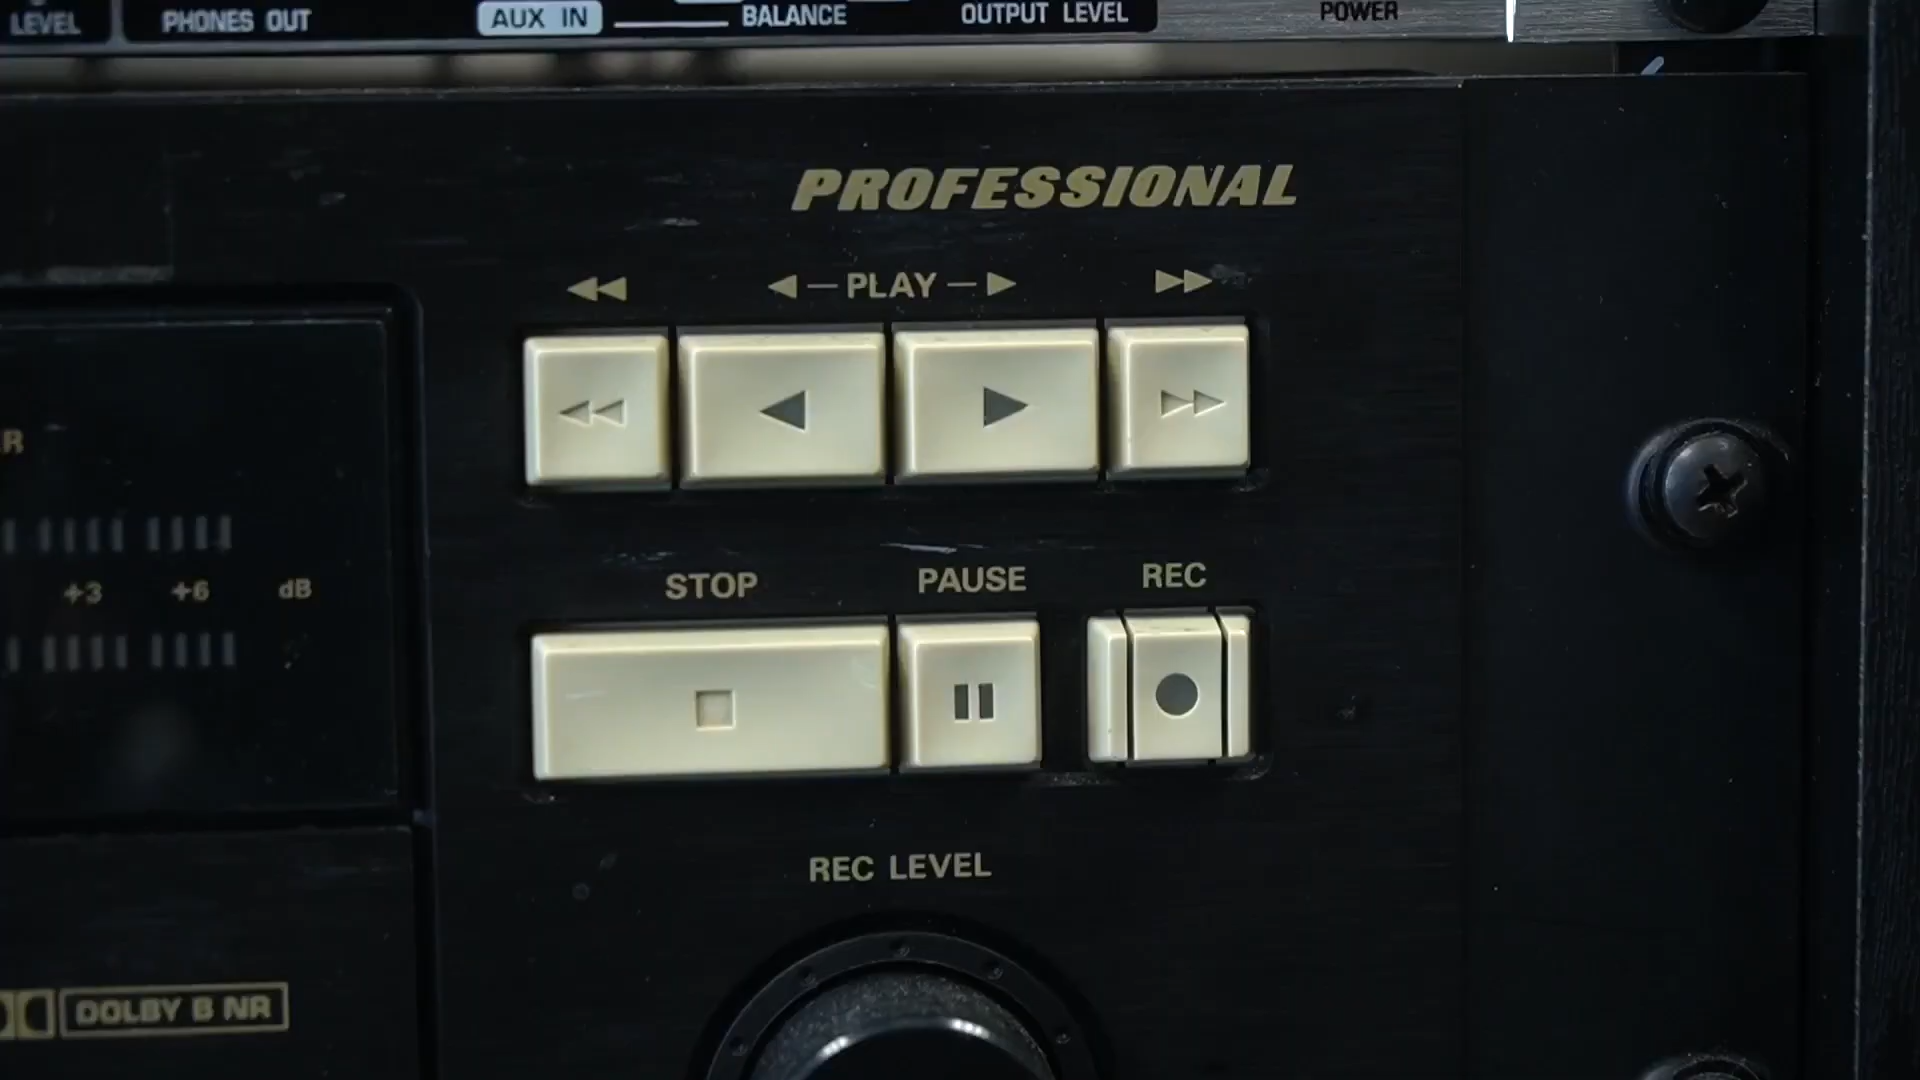 LEVEL
PHONES OUT
AUX IN
BALANCE
OUTPUT LEVEL
POWER
PROFESSIONAL
PLAY
R
STOP
PAUSE
REC
+3
+6
dB
REC LEVEL
DOLBY B NR